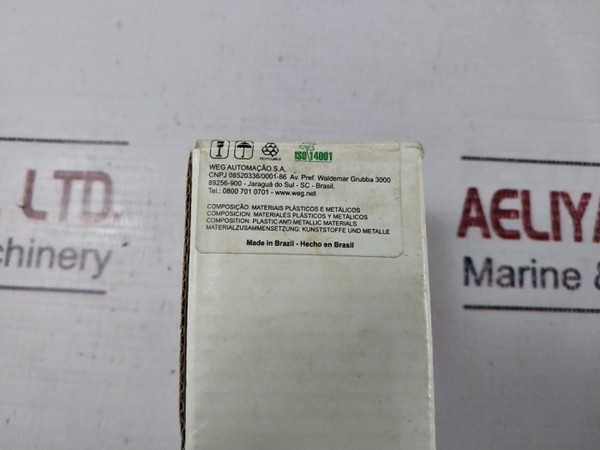 RECYCLABLE
ISO 14001
WEG AUTOMAÇÃO S.A.
CNPJ 08520338/0001-86 Av. Pref. Waldemar Grubba 3000
89256-900 - Jaraguá do Sul - SC - Brasil.
Tel.: 0800 701 0701 - www.weg.net
COMPOSIÇÃO: MATERIAIS PLÁSTICOS E METÁLICOS
COMPOSICION: MATERIALES PLÁSTICOS Y METÁLICOS
COMPOSITION: PLASTIC AND METALLIC MATERIALS
MATERIALZUSAMMENSETZUNG: KUNSTSTOFFE UND METALLE
Made in Brazil - Hecho en Brasil
LTD.
chinery
AELIYA
Marine &